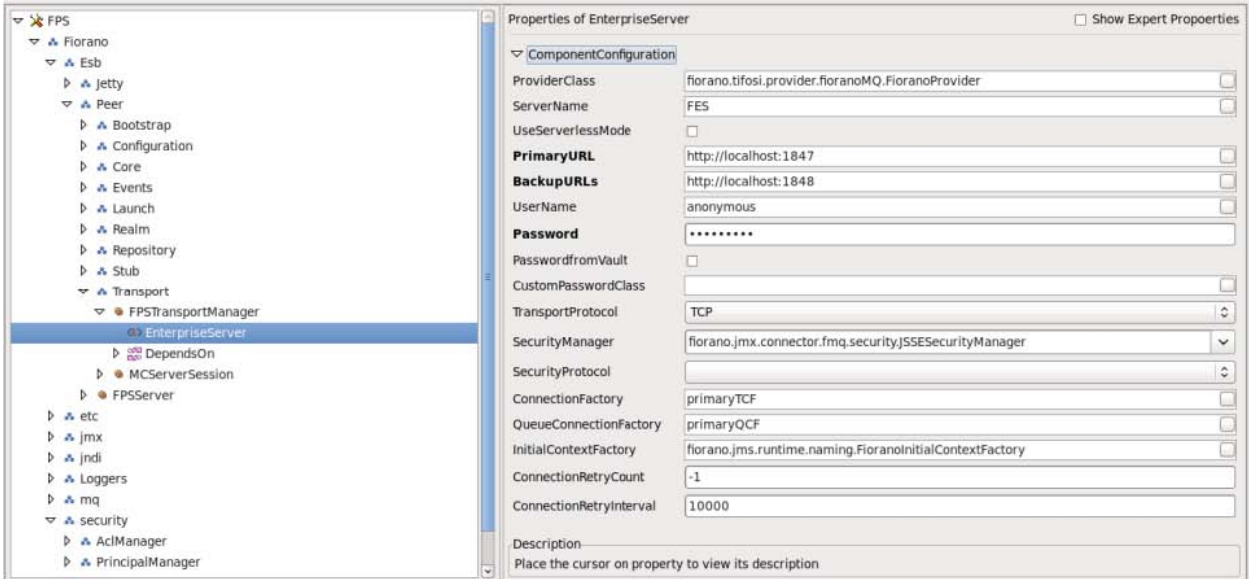 FPS
Fiorano
Esb
Jetty
Peer
Bootstrap
Configuration
Core
Events
Launch
Realm
Repository
Stub
Transport
FPSTransportManager
EnterpriseServer
DependsOn
MCServerSession
FPSServer
etc
jmx
jndi
Loggers
mq
security
AclManager
PrincipalManager
Properties of EnterpriseServer Show Expert Propoerties
ComponentConfiguration
ProviderClass fiorano.tifosi.provider.fioranoMQ.FioranoProvider
ServerName FES
UseServerlessMode
PrimaryURL http://localhost:1847
BackupURLs http://localhost:1848
UserName anonymous
Password •••••••••
PasswordfromVault
CustomPasswordClass
TransportProtocol TCP
SecurityManager fiorano.jmx.connector.fmq.security.JSSESecurityManager
SecurityProtocol
ConnectionFactory primaryTCF
QueueConnectionFactory primaryQCF
InitialContextFactory fiorano.jms.runtime.naming.FioranoInitialContextFactory
ConnectionRetryCount -1
ConnectionRetryInterval 10000
Description
Place the cursor on property to view its description